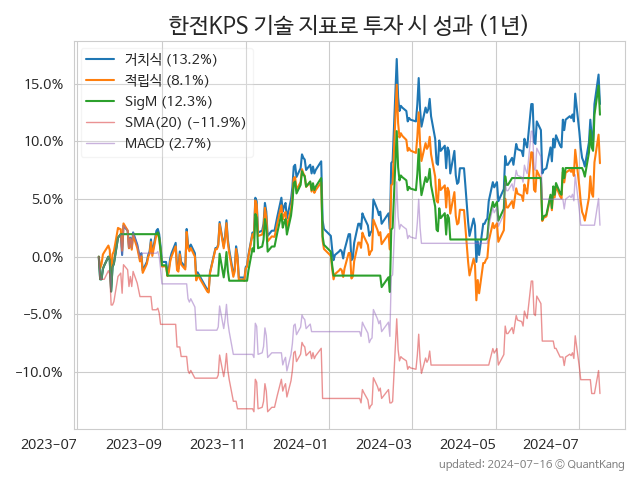 한전KPS 기술 지표로 투자 시 성과 (1년)
거치식 (13.2%)
적립식 (8.1%)
SigM (12.3%)
SMA(20) (−11.9%)
MACD (2.7%)
15.0%
10.0%
5.0%
0.0%
−5.0%
−10.0%
2023-07 2023-09 2023-11 2024-01 2024-03 2024-05 2024-07
updated: 2024-07-16 © QuantKang